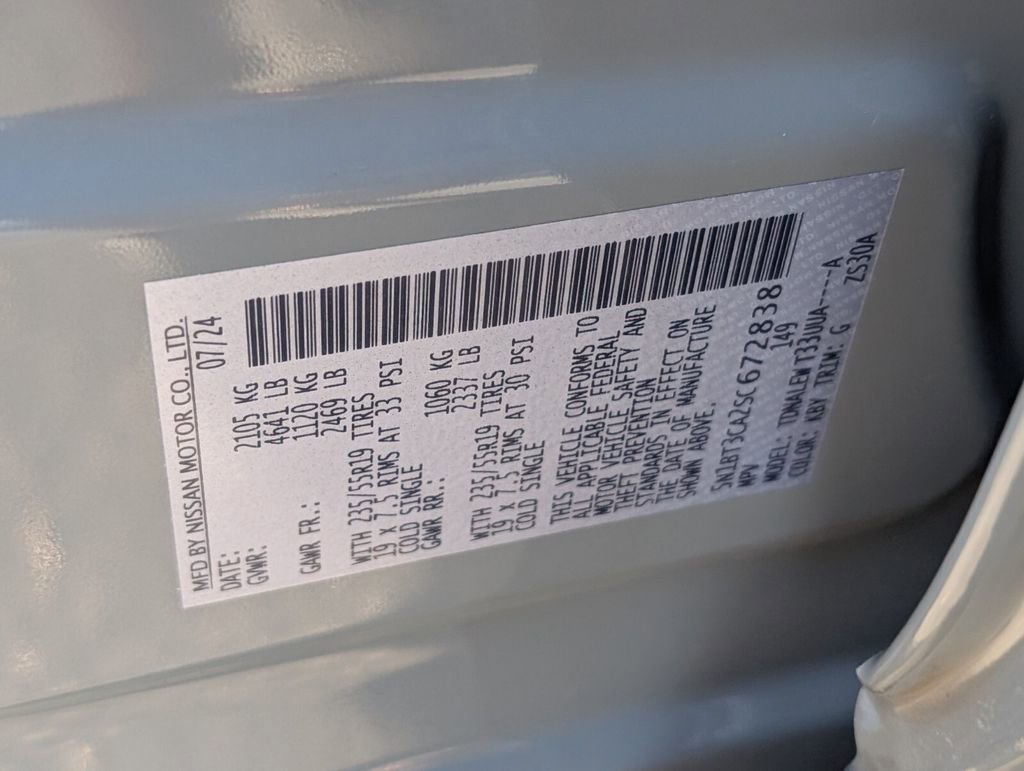 MFD BY NISSAN MOTOR CO., LTD.
DATE: 07/24
GVWR: 2105 KG
4641 LB
GAWR FR.: 1120 KG
2469 LB
WITH 235/55R19 TIRES
19 x 7.5 RIMS AT 33 PSI
COLD SINGLE
GAWR RR.: 1060 KG
2337 LB
WITH 235/55R19 TIRES
19 x 7.5 RIMS AT 30 PSI
COLD SINGLE
THIS VEHICLE CONFORMS TO
ALL APPLICABLE FEDERAL
MOTOR VEHICLE SAFETY AND
THEFT PREVENTION
STANDARDS IN EFFECT ON
THE DATE OF MANUFACTURE
SHOWN ABOVE.
5N1BT3CA2SC672838
MPV 149
MODEL: TDNALEW T33UUA----A
COLOR: KBY TRIM: G ZS30A